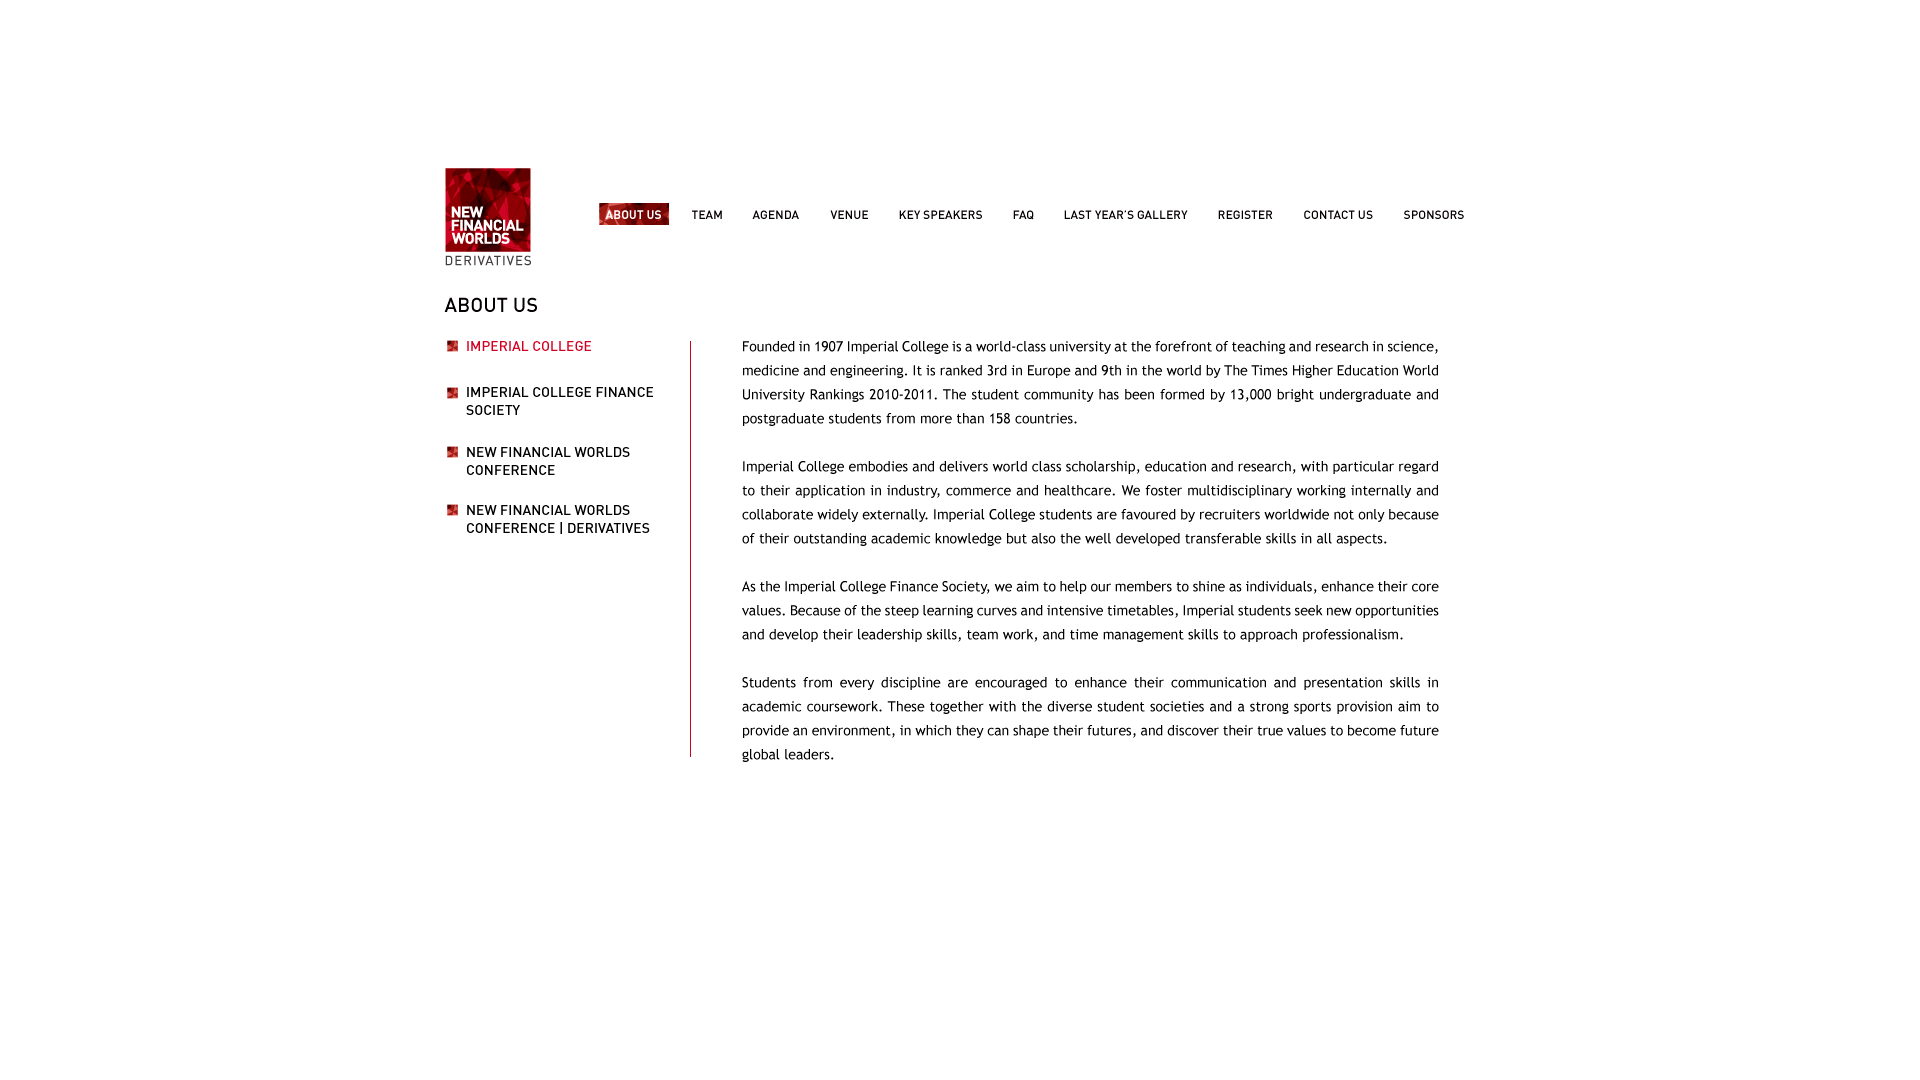 NEW
FINANCIAL
WORLDS
DERIVATIVES
ABOUT US
TEAM
AGENDA
VENUE
KEY SPEAKERS
FAQ
LAST YEAR'S GALLERY
REGISTER
CONTACT US
SPONSORS
ABOUT US
IMPERIAL COLLEGE
IMPERIAL COLLEGE FINANCE
SOCIETY
NEW FINANCIAL WORLDS
CONFERENCE
NEW FINANCIAL WORLDS
CONFERENCE | DERIVATIVES
Founded in 1907 Imperial College is a world-class university at the forefront of teaching and research in science,
medicine and engineering. It is ranked 3rd in Europe and 9th in the world by The Times Higher Education World
University Rankings 2010-2011. The student community has been formed by 13,000 bright undergraduate and
postgraduate students from more than 158 countries.
Imperial College embodies and delivers world class scholarship, education and research, with particular regard
to their application in industry, commerce and healthcare. We foster multidisciplinary working internally and
collaborate widely externally. Imperial College students are favoured by recruiters worldwide not only because
of their outstanding academic knowledge but also the well developed transferable skills in all aspects.
As the Imperial College Finance Society, we aim to help our members to shine as individuals, enhance their core
values. Because of the steep learning curves and intensive timetables, Imperial students seek new opportunities
and develop their leadership skills, team work, and time management skills to approach professionalism.
Students from every discipline are encouraged to enhance their communication and presentation skills in
academic coursework. These together with the diverse student societies and a strong sports provision aim to
provide an environment, in which they can shape their futures, and discover their true values to become future
global leaders.